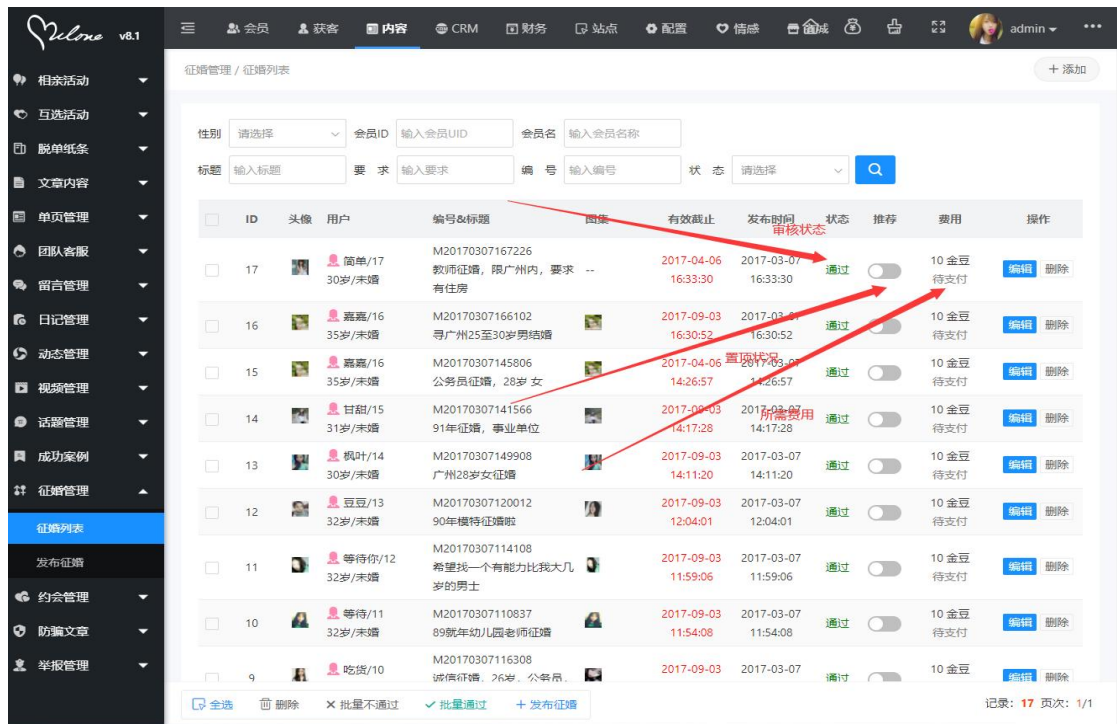 Milone v8.1
会员 获客 内容 CRM 财务 站点 配置 情感 admin
相亲活动
互选活动
脱单纸条
文章内容
单页管理
团队客服
留言管理
日记管理
动态管理
视频管理
话题管理
成功案例
征婚管理
征婚列表
发布征婚
约会管理
防骗文章
举报管理
征婚管理 / 征婚列表
+ 添加
性别 请选择 会员ID 输入会员UID 会员名 输入会员名称
标题 输入标题 要 求 输入要求 编 号 输入编号 状 态 请选择
ID 头像 用户 编号&标题 图集 有效截止 发布时间 状态 推荐 费用 操作
审核状态
17 简单/17 M20170307167226 -- 2017-04-06 2017-03-07 通过 10 金豆 编辑 删除
30岁/未婚 教师征婚，限广州内，要求 16:33:30 16:33:30 待支付
有住房
16 嘉嘉/16 M20170307166102 2017-09-03 2017-03-07 通过 10 金豆 编辑 删除
35岁/未婚 寻广州25至30岁男结婚 16:30:52 16:30:52 待支付
置顶状况
15 嘉嘉/16 M20170307145806 2017-04-06 2017-03-07 通过 10 金豆 编辑 删除
35岁/未婚 公务员征婚，28岁 女 14:26:57 14:26:57 待支付
所需费用
14 甘甜/15 M20170307141566 2017-09-03 2017-03-07 通过 10 金豆 编辑 删除
31岁/未婚 91年征婚，事业单位 14:17:28 14:17:28 待支付
13 枫叶/14 M20170307149908 2017-09-03 2017-03-07 通过 10 金豆 编辑 删除
30岁/未婚 广州28岁女征婚 14:11:20 14:11:20 待支付
12 豆豆/13 M20170307120012 2017-09-03 2017-03-07 通过 10 金豆 编辑 删除
32岁/未婚 90年模特征婚啦 12:04:01 12:04:01 待支付
11 等待你/12 M20170307114108 2017-09-03 2017-03-07 通过 10 金豆 编辑 删除
32岁/未婚 希望找一个有能力比我大几 11:59:06 11:59:06 待支付
岁的男士
10 等待/11 M20170307110837 2017-09-03 2017-03-07 通过 10 金豆 编辑 删除
32岁/未婚 89就年幼儿园老师征婚 11:54:08 11:54:08 待支付
9 吃货/10 M20170307116308 2017-09-03 2017-03-07 通过 10 金豆 编辑 删除
诚信征婚，26岁，公务员，
全选 删除 × 批量不通过 批量通过 + 发布征婚 记录：17 页次：1/1